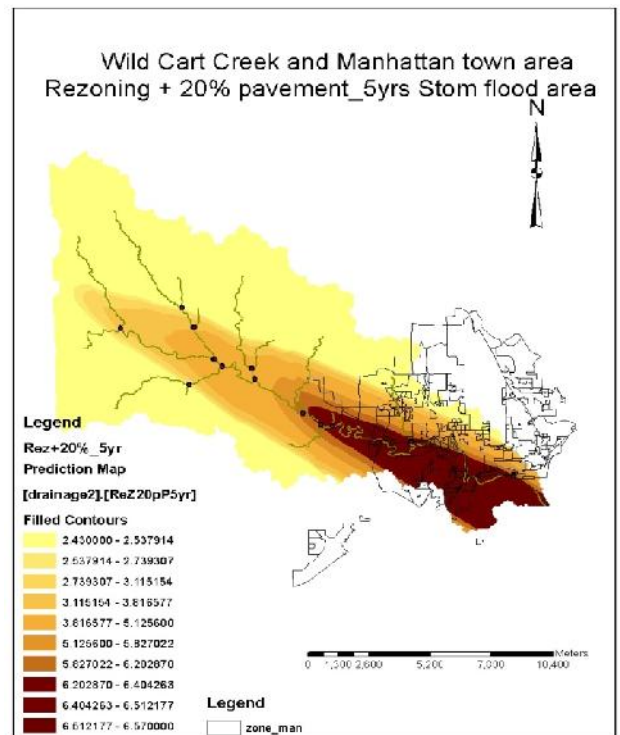 Wild Cart Creek and Manhattan town area
Rezoning + 20% pavement_5yrs Stom flood area
N
Legend
Rez+20%_5yr
Prediction Map
[drainage2].[ReZ20pP5yr]
Filled Contours
2.430000 - 2.537914
2.537914 - 2.739307
2.739307 - 3.115154
3.115154 - 3.816577
3.816577 - 5.125600
5.125600 - 5.827022
5.827022 - 6.202870
6.202870 - 6.404263
6.404263 - 6.512177
6.512177 - 6.570000
Meters
0 1,300 2,600 5,200 7,800 10,400
Legend
zone_man